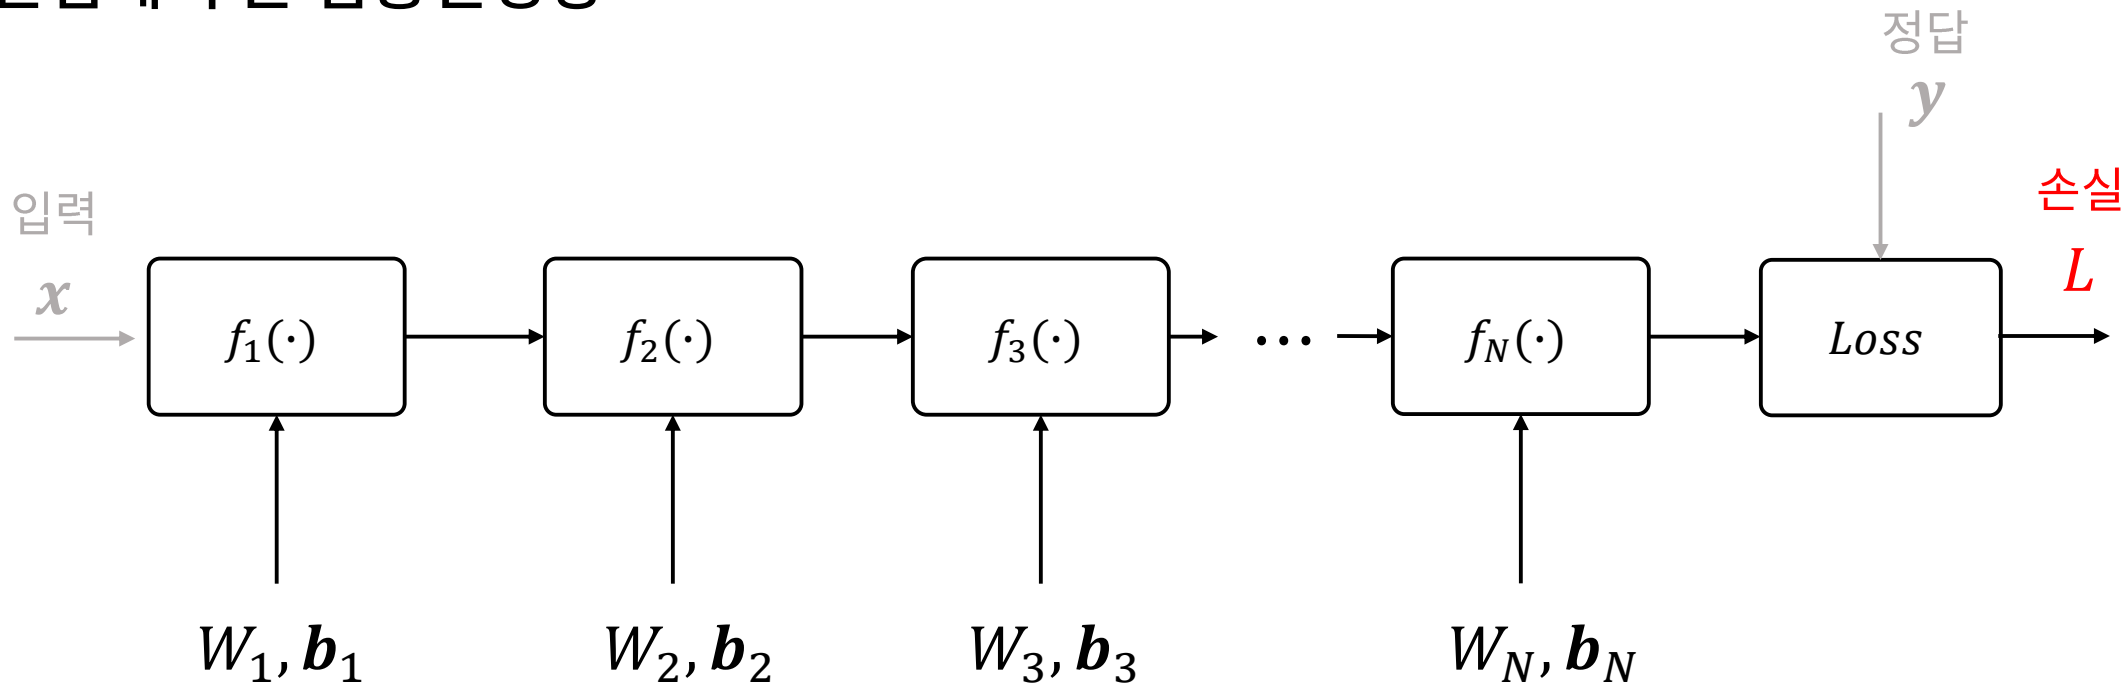 정답
y
입력
손실
x
L
f₁(·)
f₂(·)
f₃(·)
···
f_N(·)
Loss
W₁, b₁
W₂, b₂
W₃, b₃
W_N, b_N